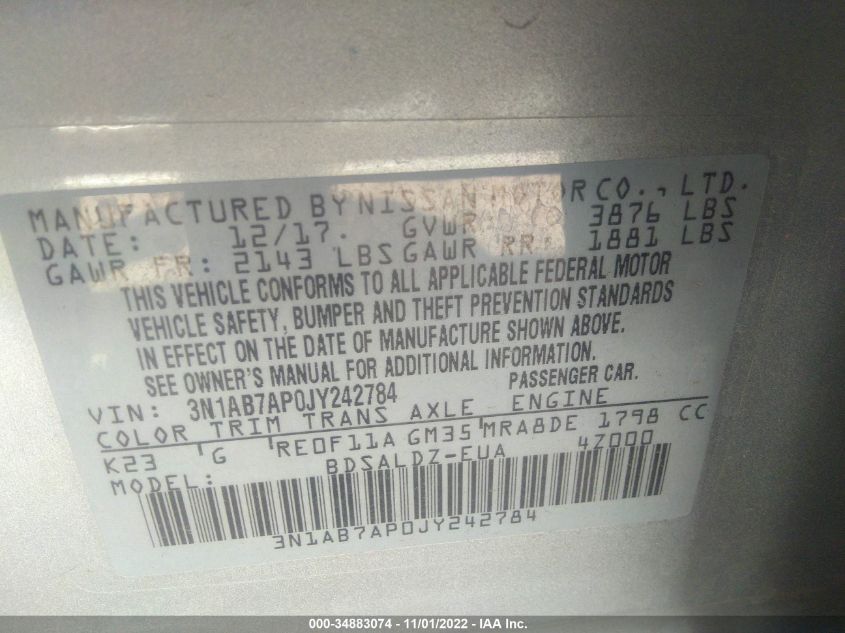 MANUFACTURED BY NISSAN MOTOR CO., LTD.
DATE: 12/17. GVWR 3876 LBS
GAWR FR: 2143 LBS GAWR RR: 1881 LBS
THIS VEHICLE CONFORMS TO ALL APPLICABLE FEDERAL MOTOR
VEHICLE SAFETY, BUMPER AND THEFT PREVENTION STANDARDS
IN EFFECT ON THE DATE OF MANUFACTURE SHOWN ABOVE.
SEE OWNER'S MANUAL FOR ADDITIONAL INFORMATION.
VIN: 3N1AB7AP0JY242784 PASSENGER CAR.
COLOR TRIM TRANS AXLE ENGINE
K23 G RE0F11A GM35 MRA8DE 1798 CC
MODEL: BDSALDZ-EUA 4Z000
3N1AB7AP0JY242784
000-34883074 - 11/01/2022 - IAA Inc.